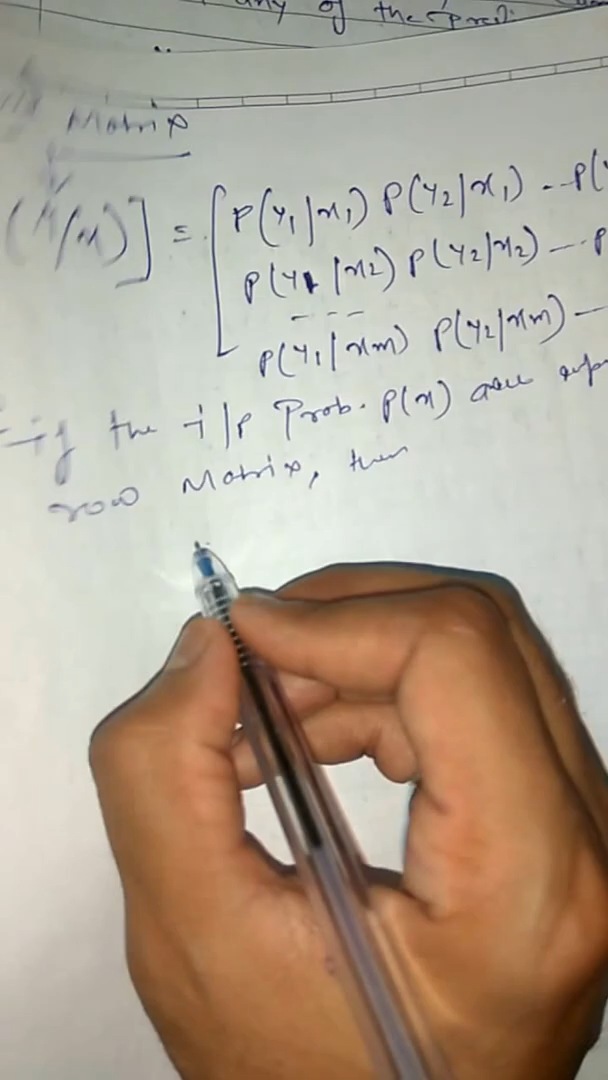 any of the
Matrix
(Y/x)] = [P(y₁|x₁) P(y₂|x₁) -- P(
P(y₁|x₂) P(y₂|x₂) -- P
- - -
P(y₁|xm) P(y₂|xm) --
if the i/p Prob. P(x) are
row Matrix, then